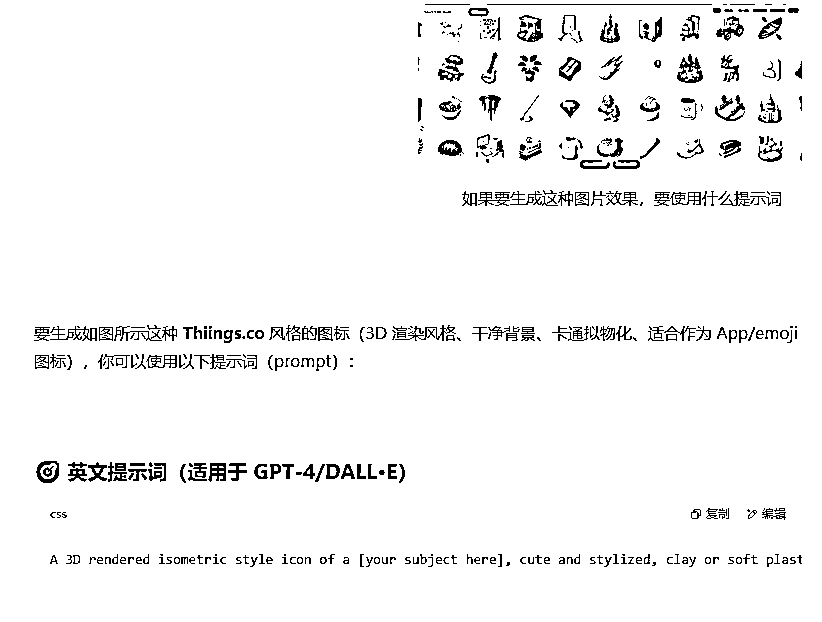 如果要生成这种图片效果，要使用什么提示词
要生成如图所示这种 Thiings.co 风格的图标（3D 渲染风格、干净背景、卡通拟物化、适合作为 App/emoji
图标），你可以使用以下提示词（prompt）：
英文提示词（适用于 GPT-4/DALL·E）
css
复制 编辑
A 3D rendered isometric style icon of a [your subject here], cute and stylized, clay or soft plast